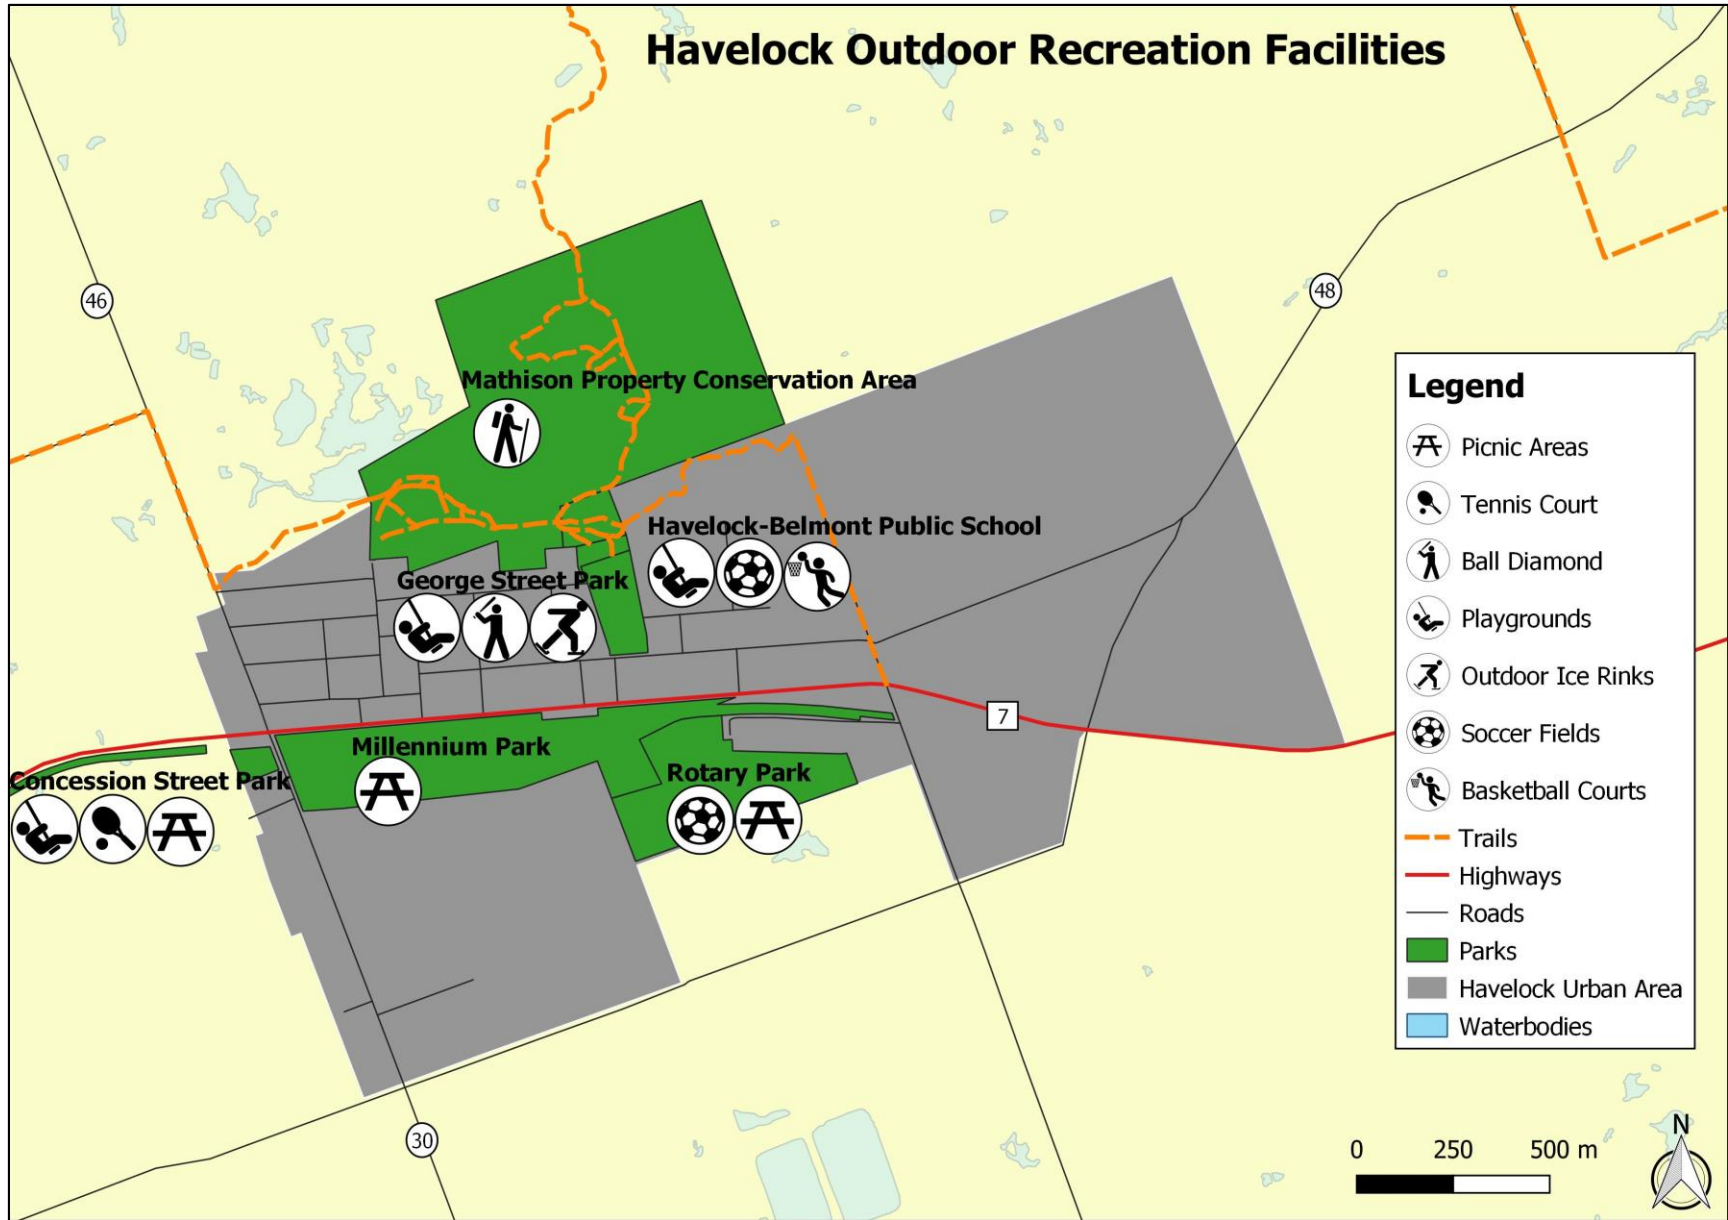 Havelock Outdoor Recreation Facilities
46
48
Mathison Property Conservation Area
Havelock-Belmont Public School
George Street Park
7
Millennium Park
Rotary Park
Concession Street Park
30
Legend
Picnic Areas
Tennis Court
Ball Diamond
Playgrounds
Outdoor Ice Rinks
Soccer Fields
Basketball Courts
Trails
Highways
Roads
Parks
Havelock Urban Area
Waterbodies
N
0 250 500 m